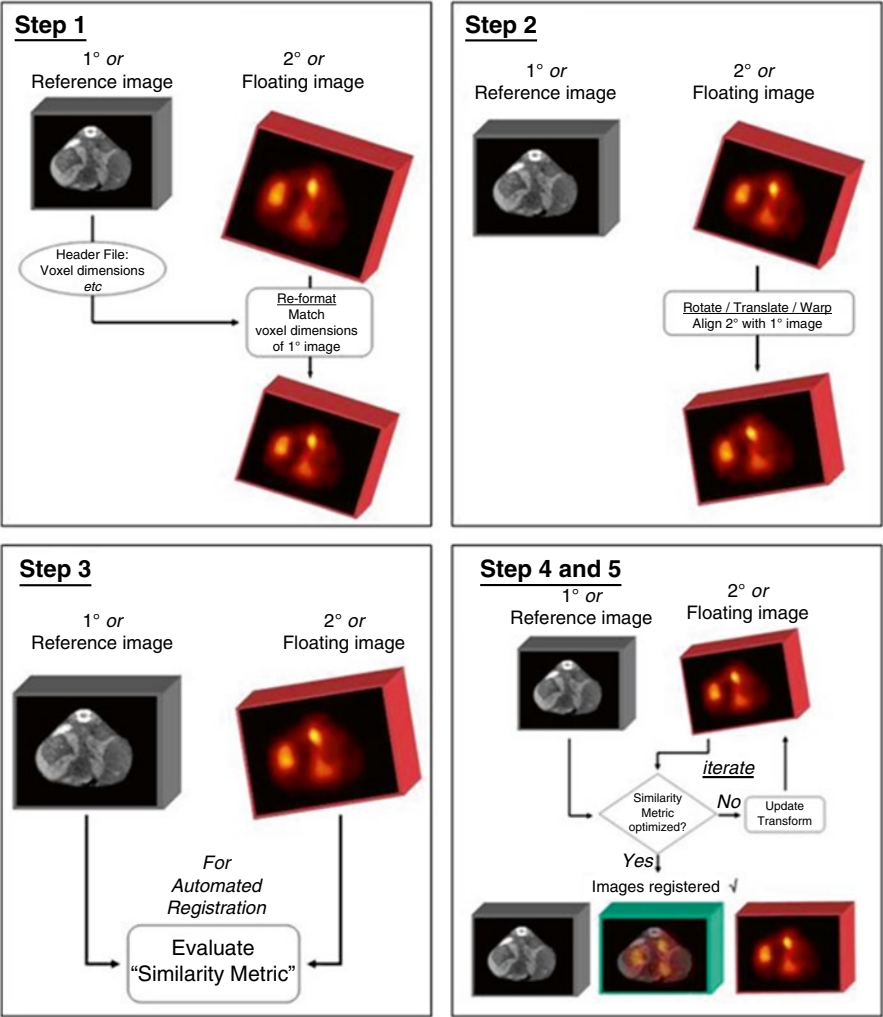 Step 1
1° or
Reference image
2° or
Floating image
Header File:
Voxel dimensions
etc
Re-format
Match
voxel dimensions
of 1° image
Step 2
1° or
Reference image
2° or
Floating image
Rotate / Translate / Warp
Align 2° with 1° image
Step 3
1° or
Reference image
2° or
Floating image
For
Automated
Registration
Evaluate
“Similarity Metric”
Step 4 and 5
1° or
Reference image
2° or
Floating image
iterate
Similarity
Metric
optimized?
No
Update
Transform
Yes
Images registered √